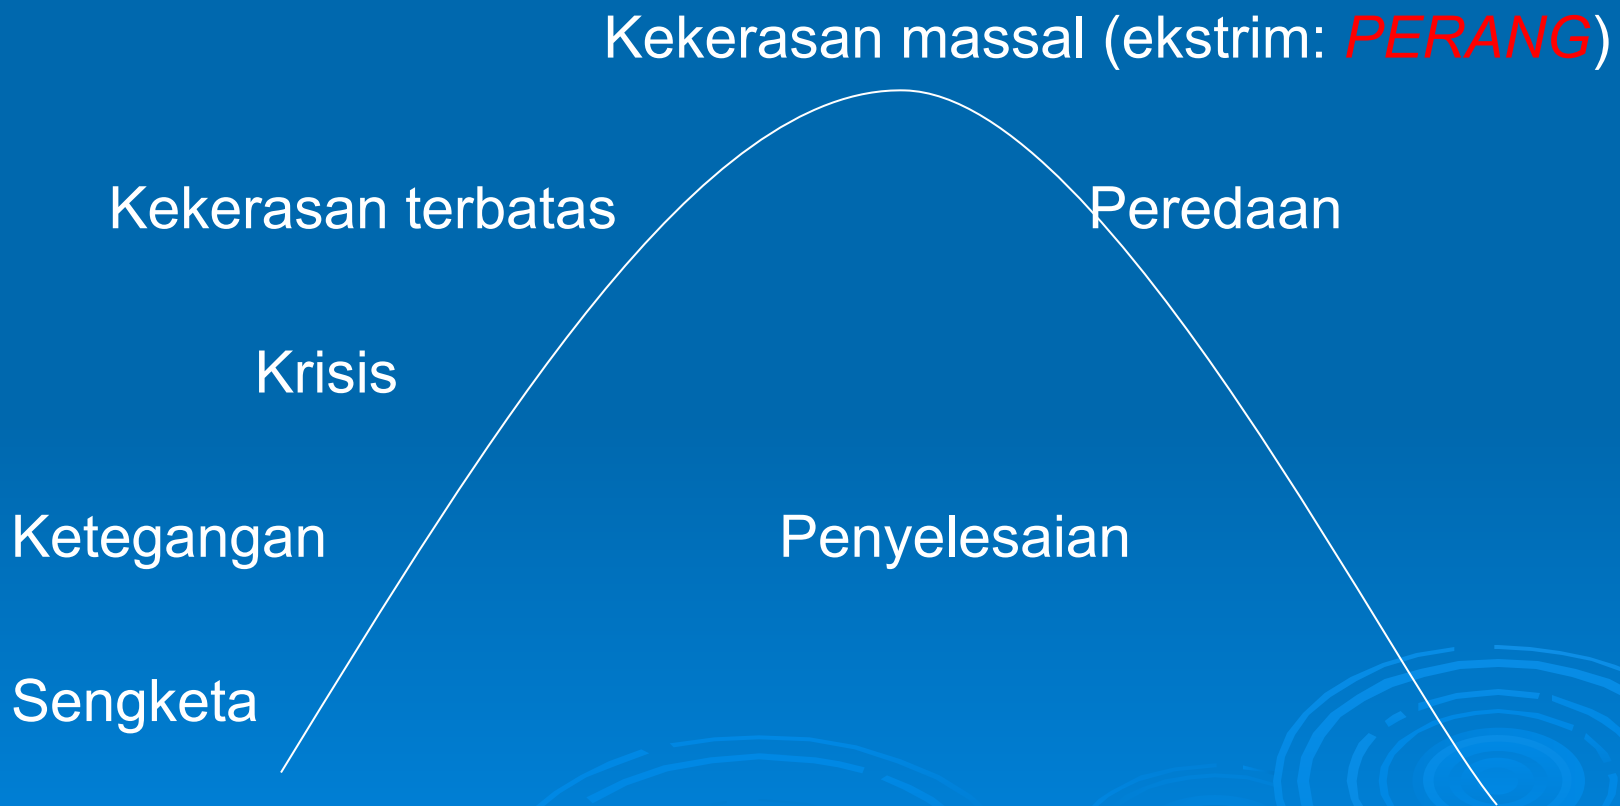 Kekerasan massal (ekstrim: PERANG)
Kekerasan terbatas
Peredaan
Krisis
Ketegangan
Penyelesaian
Sengketa